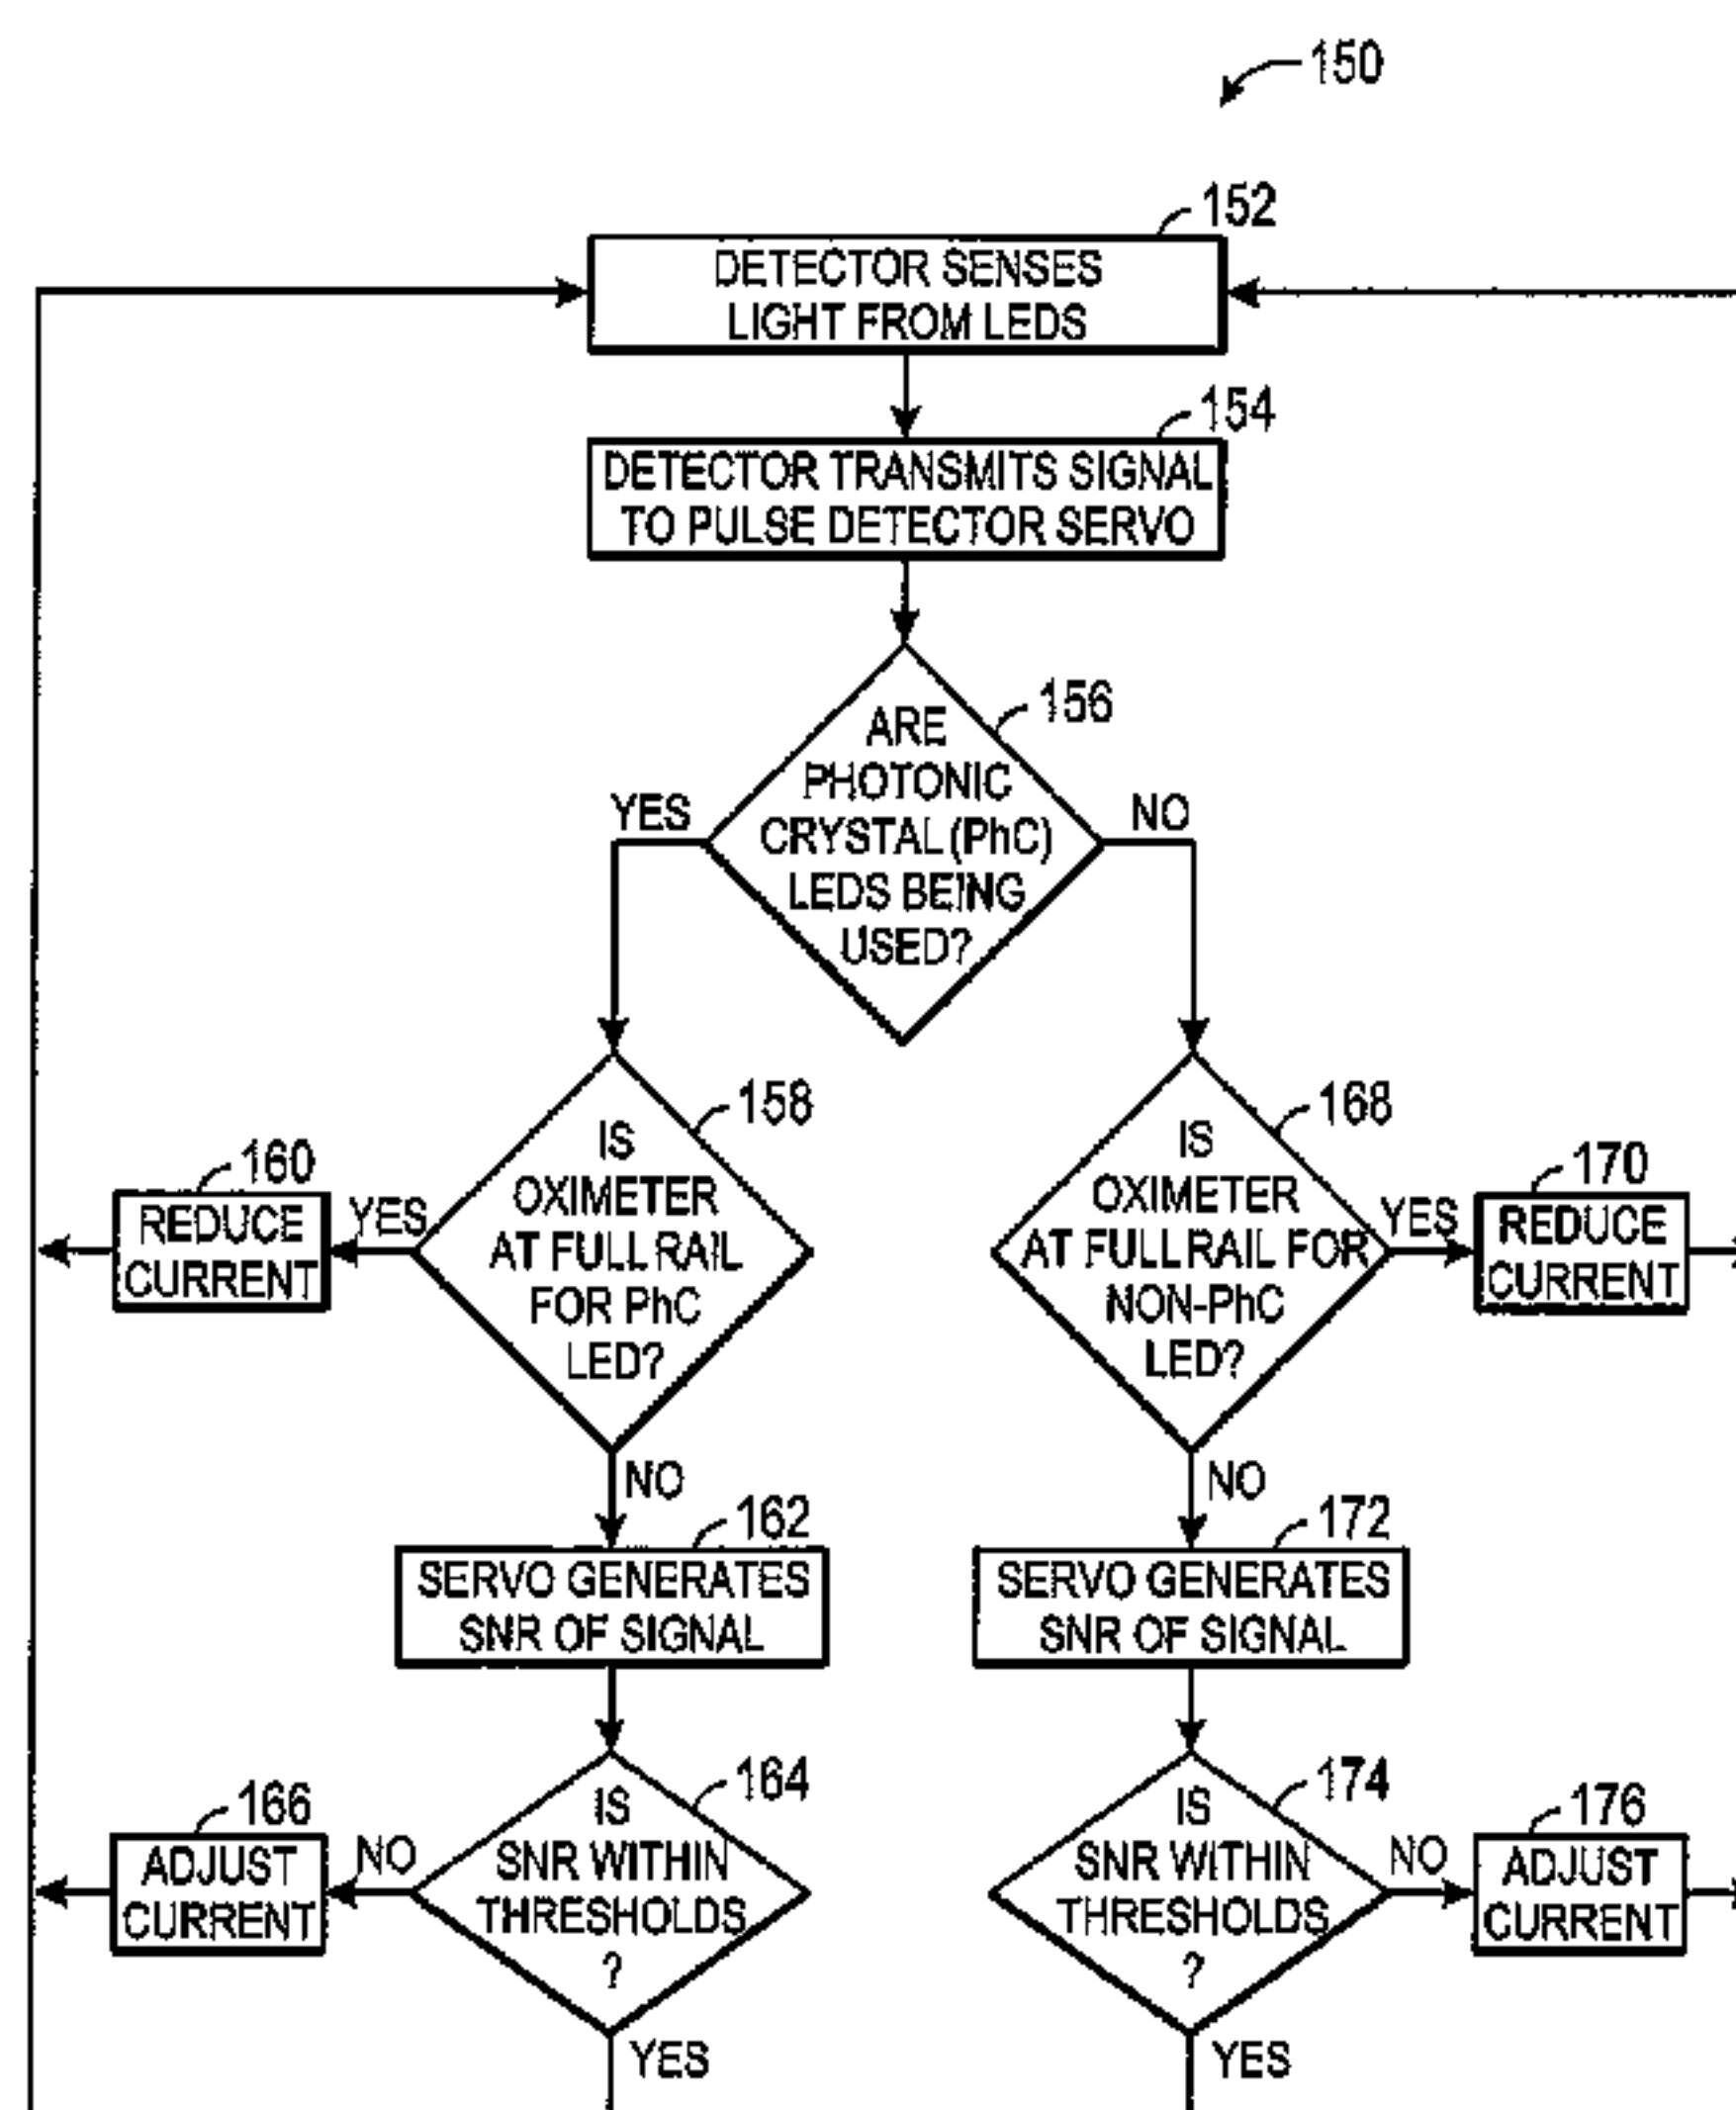 150
152
DETECTOR SENSES
LIGHT FROM LEDS
154
DETECTOR TRANSMITS SIGNAL
TO PULSE DETECTOR SERVO
156
ARE
PHOTONIC
CRYSTAL (PhC)
LEDS BEING
USED?
YES
NO
158
IS
OXIMETER
AT FULL RAIL
FOR PhC
LED?
YES
160
REDUCE
CURRENT
NO
168
IS
OXIMETER
AT FULL RAIL FOR
NON-PhC
LED?
YES
170
REDUCE
CURRENT
NO
162
SERVO GENERATES
SNR OF SIGNAL
172
SERVO GENERATES
SNR OF SIGNAL
164
IS
SNR WITHIN
THRESHOLDS
?
NO
166
ADJUST
CURRENT
YES
174
IS
SNR WITHIN
THRESHOLDS
?
NO
176
ADJUST
CURRENT
YES